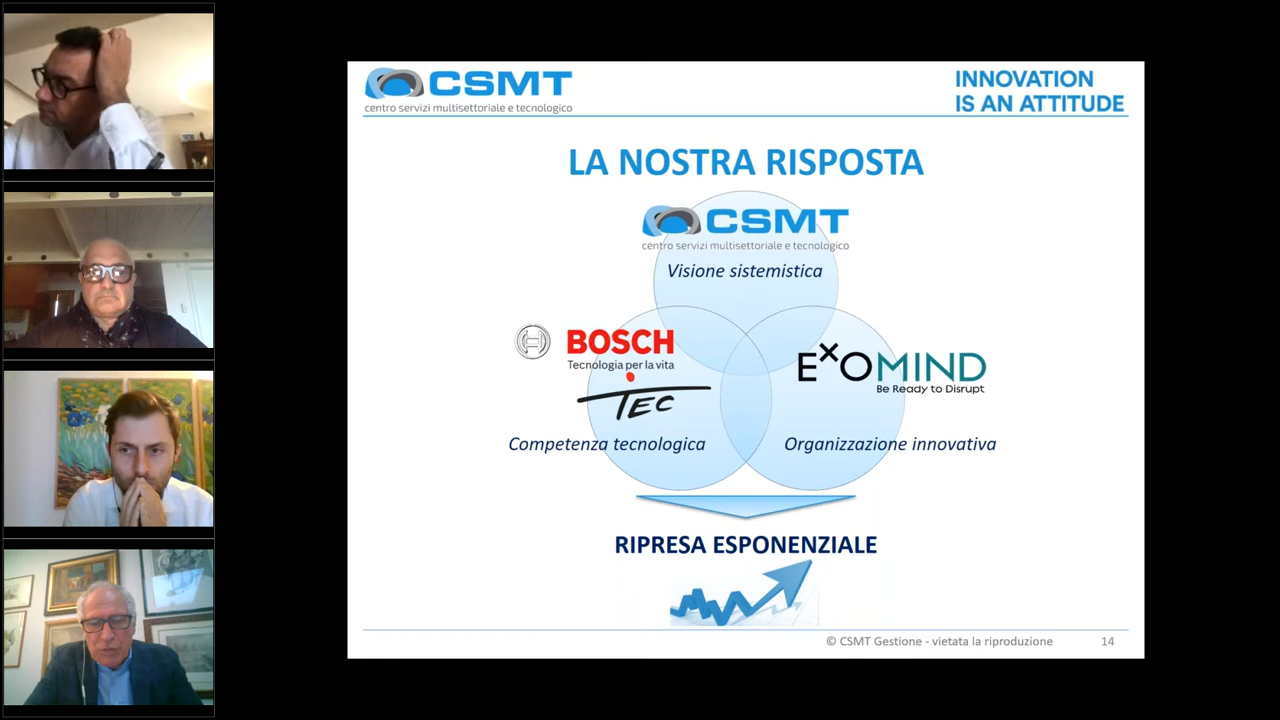 CSMT
centro servizi multisettoriale e tecnologico
INNOVATION
IS AN ATTITUDE
LA NOSTRA RISPOSTA
CSMT
centro servizi multisettoriale e tecnologico
Visione sistemistica
BOSCH
Tecnologia per la vita
TEC
Competenza tecnologica
EXOMIND
Be Ready to Disrupt
Organizzazione innovativa
RIPRESA ESPONENZIALE
© CSMT Gestione - vietata la riproduzione
14